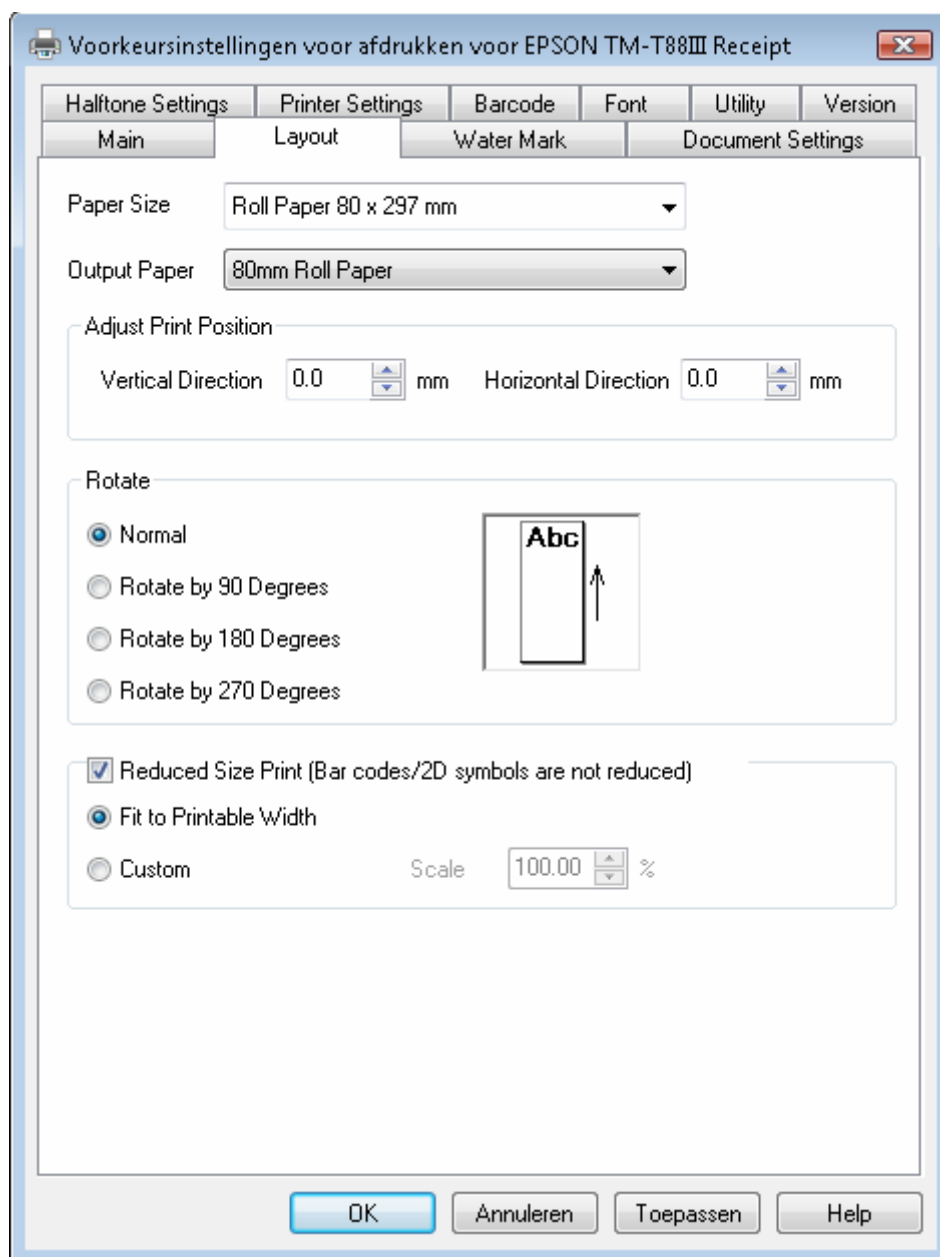 Voorkeursinstellingen voor afdrukken voor EPSON TM-T88III Receipt
Halftone Settings Printer Settings Barcode Font Utility Version
Main Layout Water Mark Document Settings
Paper Size Roll Paper 80 x 297 mm
Output Paper 80mm Roll Paper
Adjust Print Position
Vertical Direction 0.0 mm Horizontal Direction 0.0 mm
Rotate
Normal
Abc
Rotate by 90 Degrees
Rotate by 180 Degrees
Rotate by 270 Degrees
Reduced Size Print (Bar codes/2D symbols are not reduced)
Fit to Printable Width
Custom Scale 100.00 %
OK Annuleren Toepassen Help